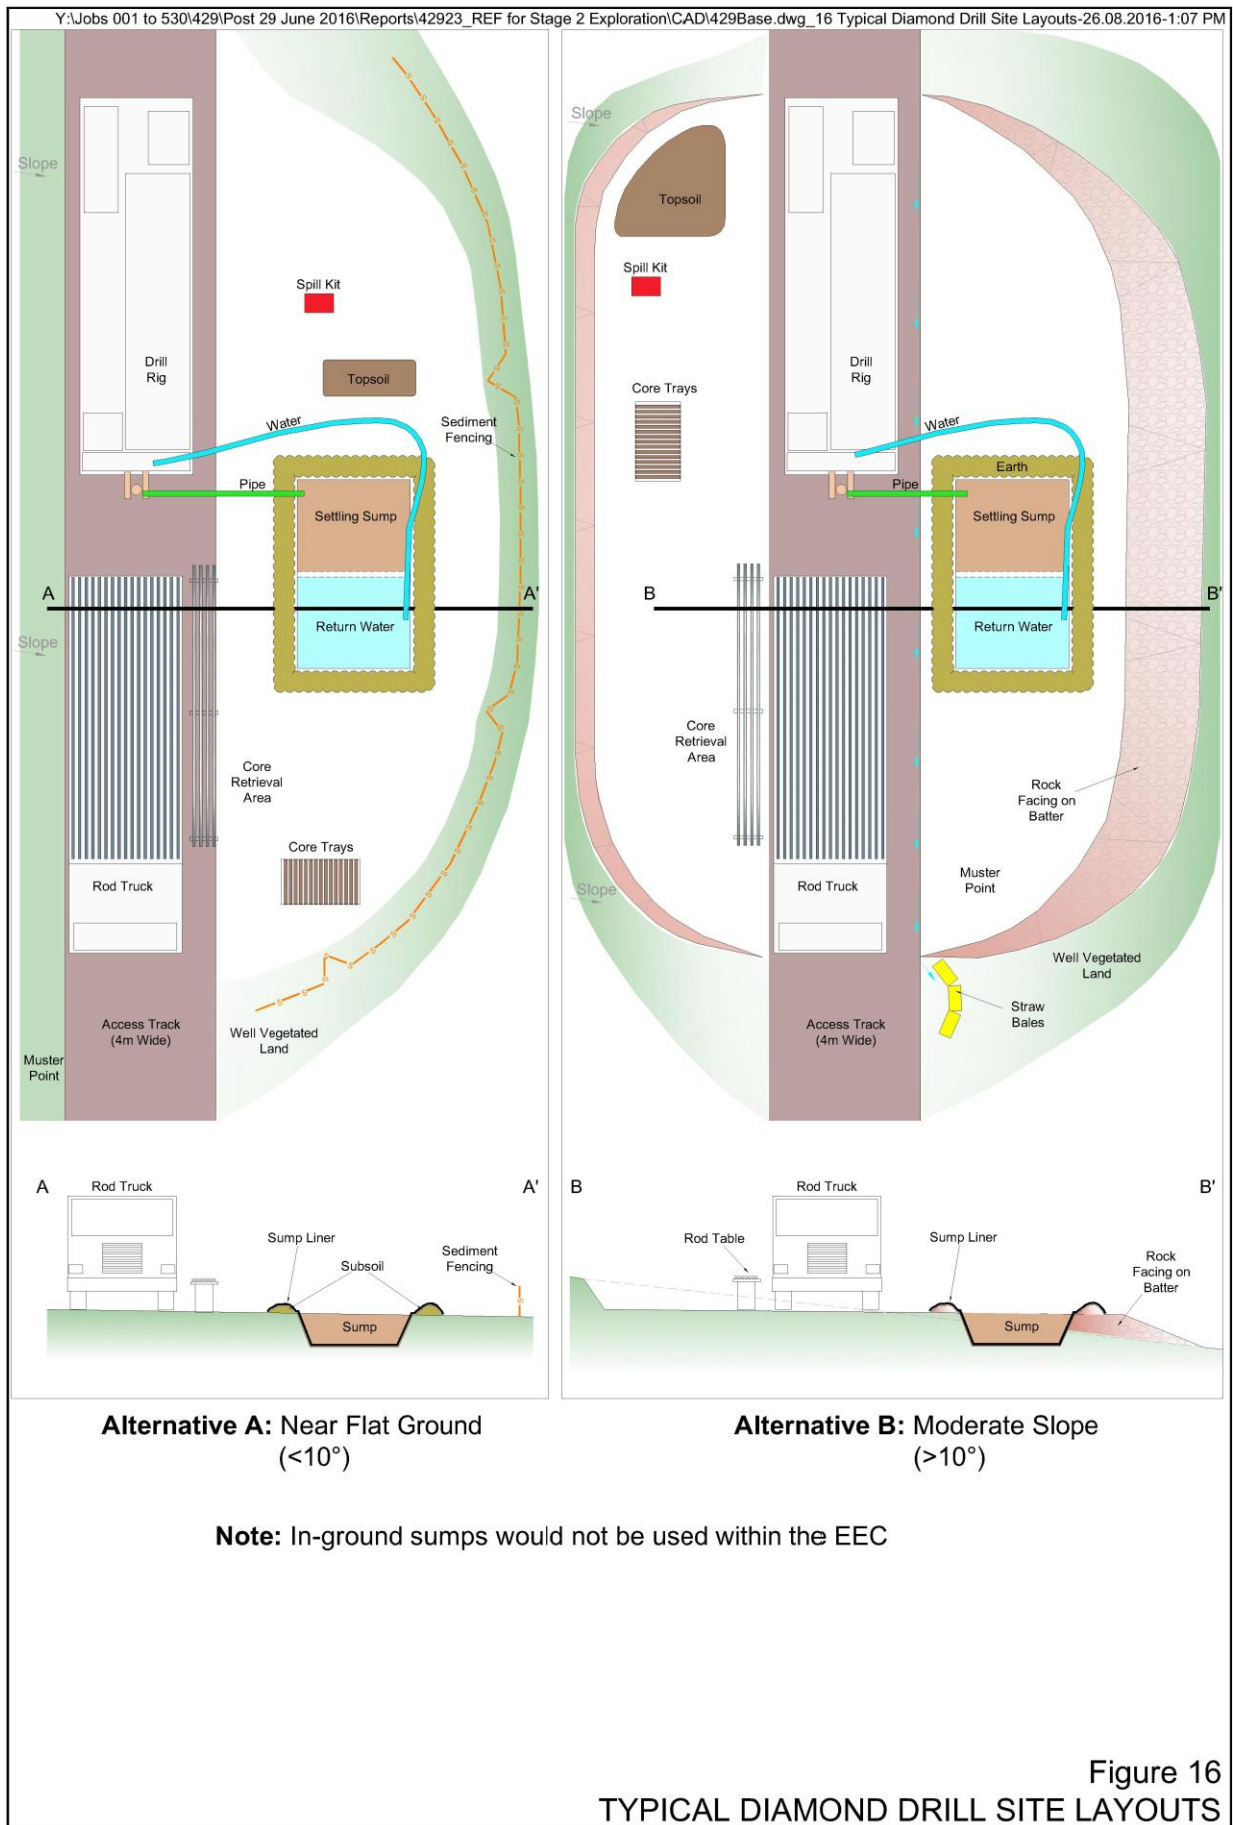 Y:\Jobs 001 to 530\429\Post 29 June 2016\Reports\42923_REF for Stage 2 Exploration\CAD\429Base.dwg_16 Typical Diamond Drill Site Layouts-26.08.2016-1:07 PM
Slope
Spill Kit
Drill
Rig
Topsoil
Water
Sediment
Fencing
Pipe
Settling Sump
A
A'
Return Water
Slope
Core
Retrieval
Area
Core Trays
Rod Truck
Access Track
(4m Wide)
Well Vegetated
Land
Muster
Point
S
Slope
Topsoil
Spill Kit
Drill
Rig
Core Trays
Water
Earth
Pipe
Settling Sump
B
B'
Return Water
Core
Retrieval
Area
Rock
Facing on
Batter
Slope
Rod Truck
Muster
Point
Well Vegetated
Land
Straw
Bales
Access Track
(4m Wide)
A
Rod Truck
A'
Sump Liner
Subsoil
Sediment
Fencing
S
Sump
B
Rod Truck
B'
Rod Table
Sump Liner
Rock
Facing on
Batter
Sump
Alternative A: Near Flat Ground
(<10°)
Alternative B: Moderate Slope
(>10°)
Note: In-ground sumps would not be used within the EEC
Figure 16
TYPICAL DIAMOND DRILL SITE LAYOUTS